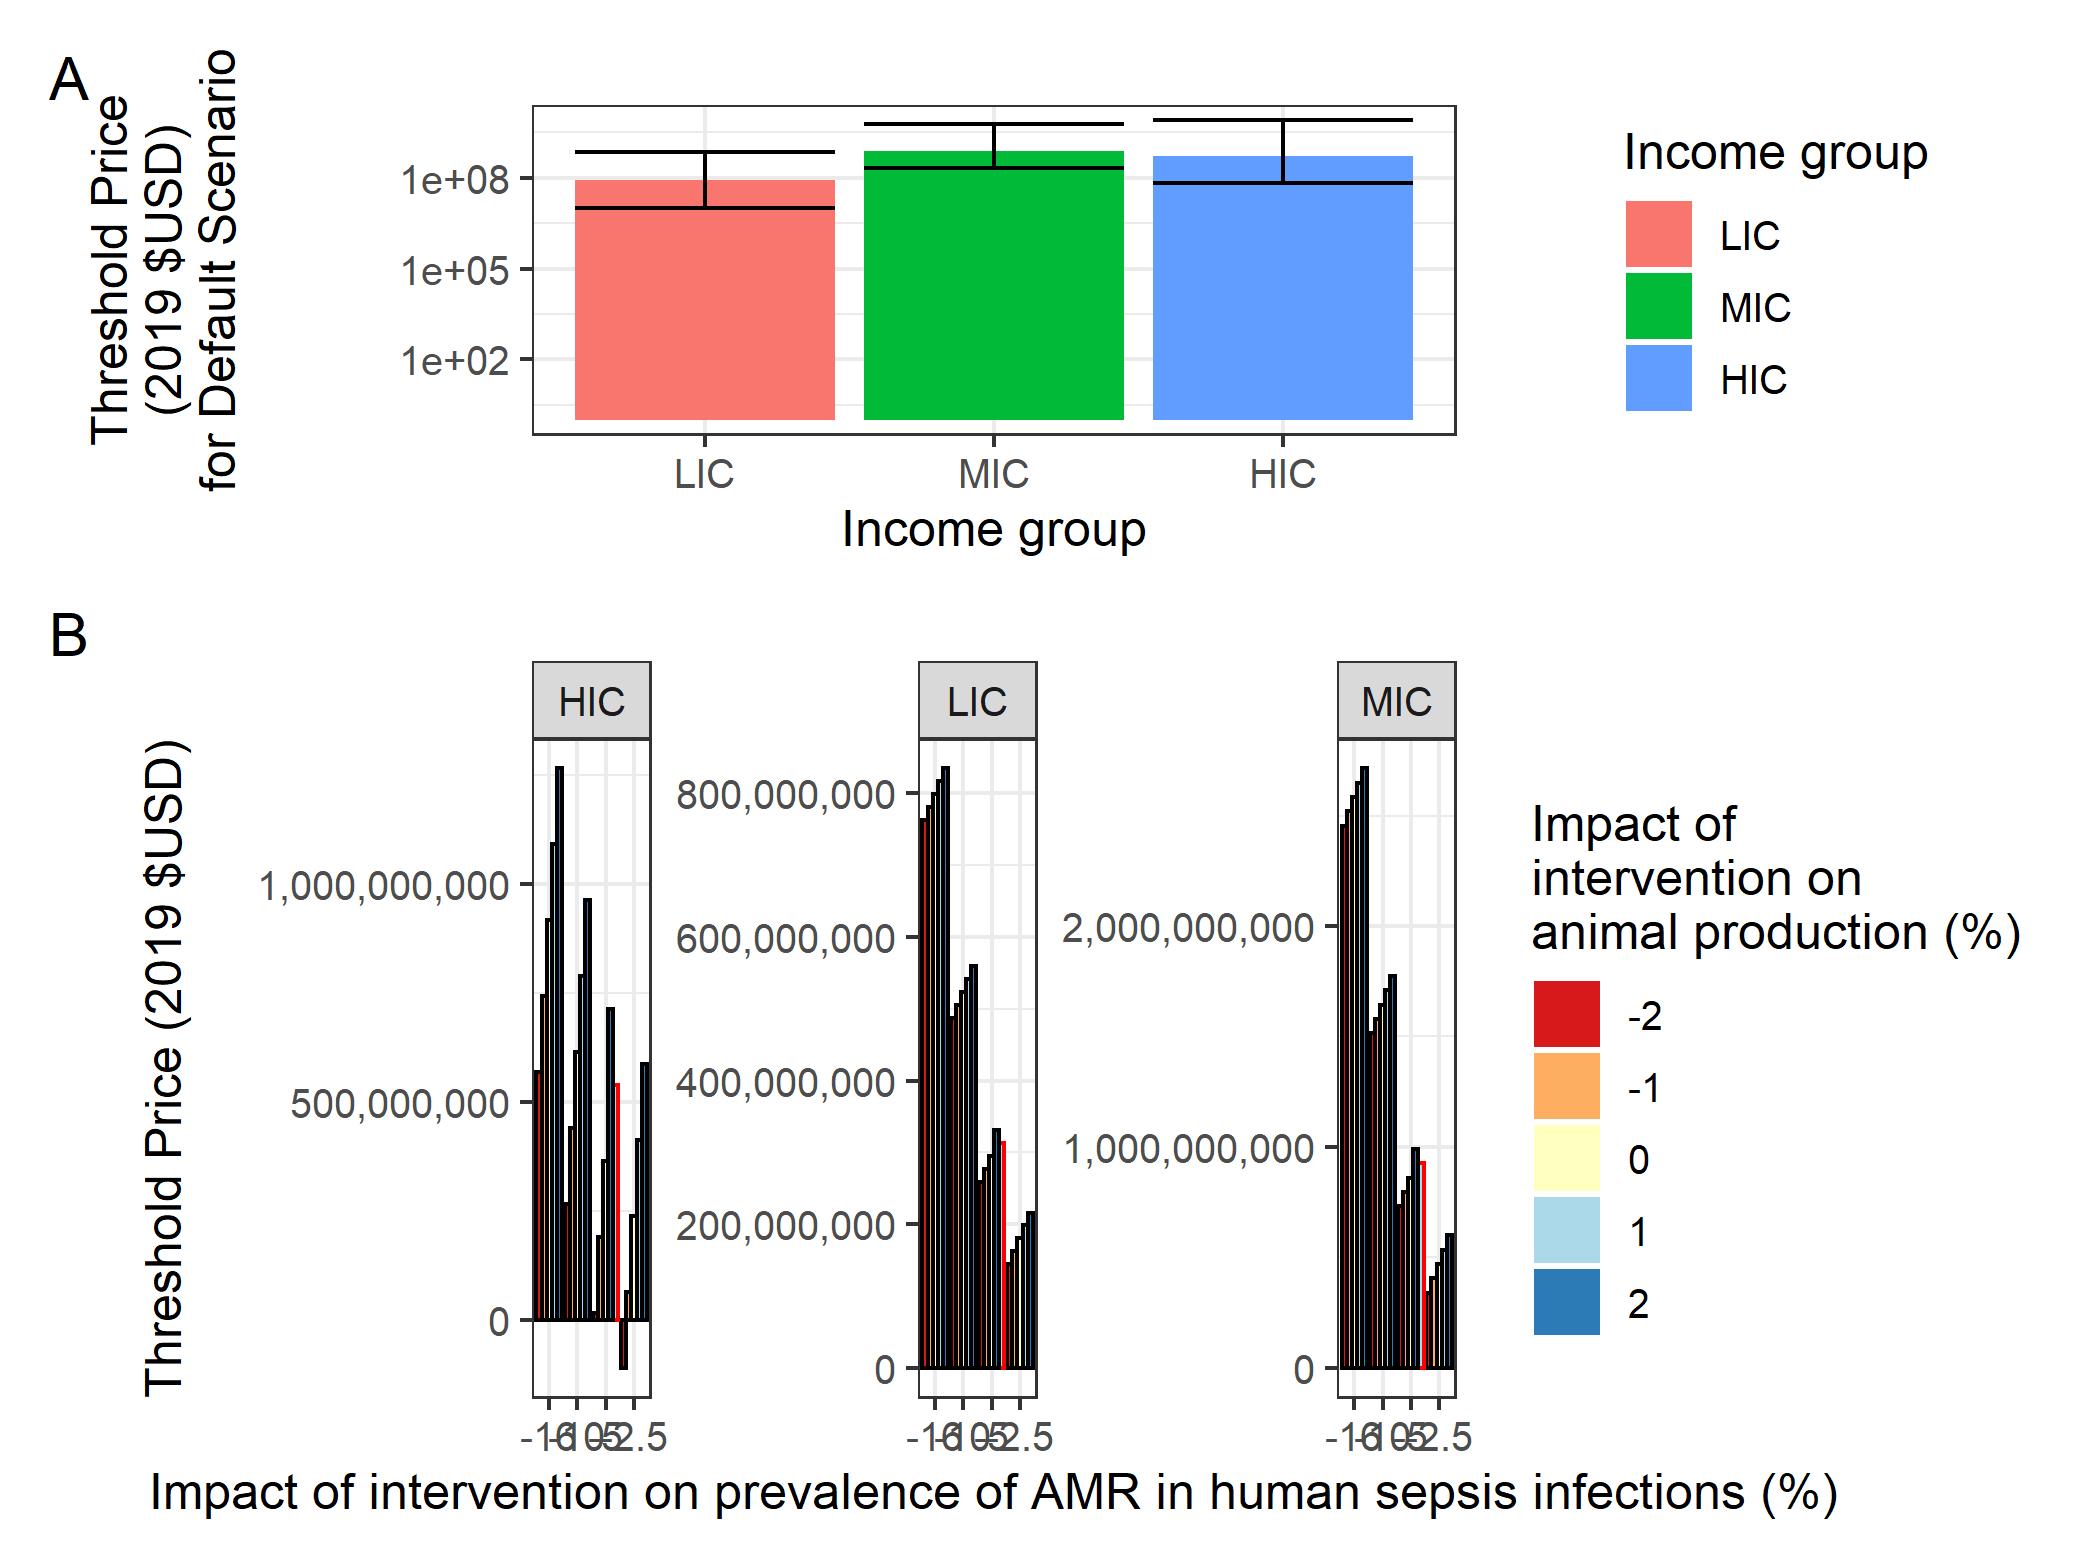 A
Threshold Price
(2019 $USD)
for Default Scenario
1e+08
1e+05
1e+02
LIC
MIC
HIC
Income group
Income group
LIC
MIC
HIC
B
Threshold Price (2019 $USD)
HIC
LIC
MIC
1,000,000,000
500,000,000
0
800,000,000
600,000,000
400,000,000
200,000,000
0
2,000,000,000
1,000,000,000
0
Impact of intervention on prevalence of AMR in human sepsis infections (%)
Impact of
intervention on
animal production (%)
-2
-1
0
1
2